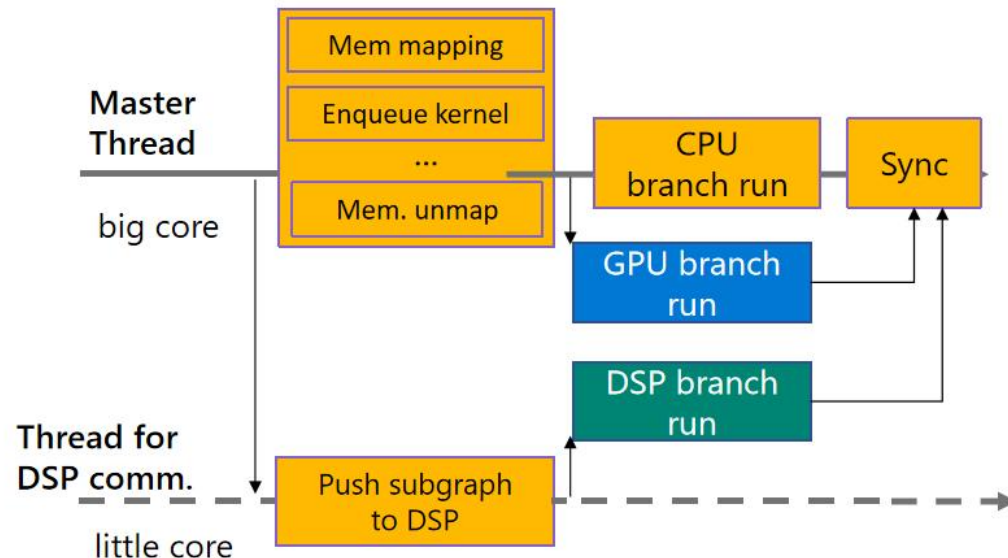 Mem mapping
Enqueue kernel
...
Mem. unmap
Master
Thread
big core
CPU
branch run
Sync
GPU branch
run
DSP branch
run
Thread for
DSP comm.
little core
Push subgraph
to DSP